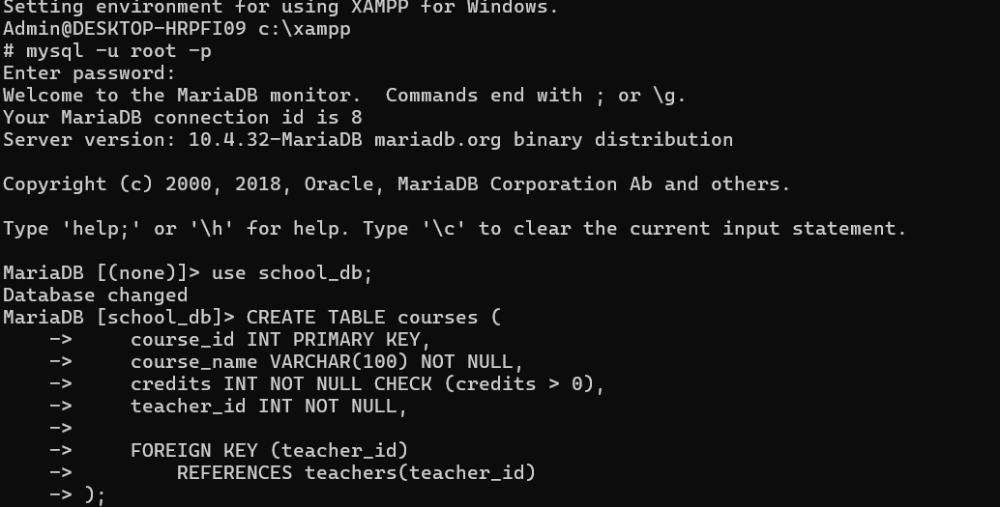 Setting environment for using XAMPP for Windows.
Admin@DESKTOP-HRPFI09 c:\xampp
# mysql -u root -p
Enter password:
Welcome to the MariaDB monitor.  Commands end with ; or \g.
Your MariaDB connection id is 8
Server version: 10.4.32-MariaDB mariadb.org binary distribution

Copyright (c) 2000, 2018, Oracle, MariaDB Corporation Ab and others.

Type 'help;' or '\h' for help. Type '\c' to clear the current input statement.

MariaDB [(none)]> use school_db;
Database changed
MariaDB [school_db]> CREATE TABLE courses (
    ->     course_id INT PRIMARY KEY,
    ->     course_name VARCHAR(100) NOT NULL,
    ->     credits INT NOT NULL CHECK (credits > 0),
    ->     teacher_id INT NOT NULL,
    ->
    ->     FOREIGN KEY (teacher_id)
    ->         REFERENCES teachers(teacher_id)
    -> );